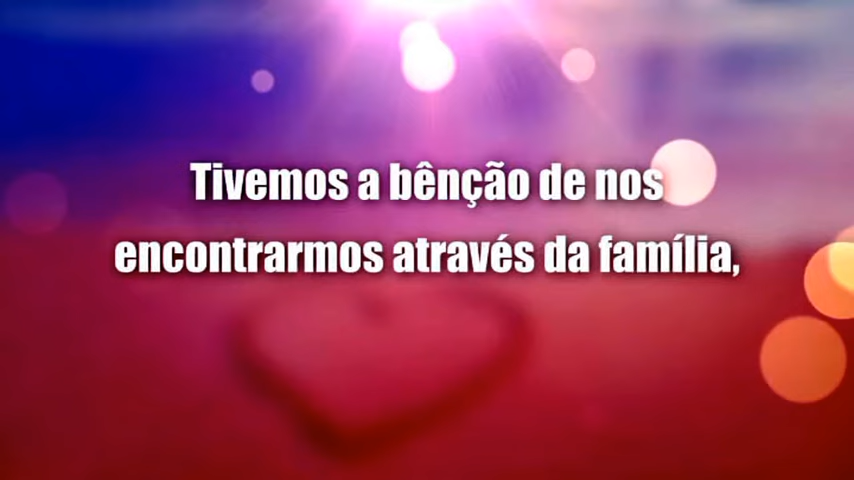 Tivemos a bênção de nos
encontrarmos através da família,